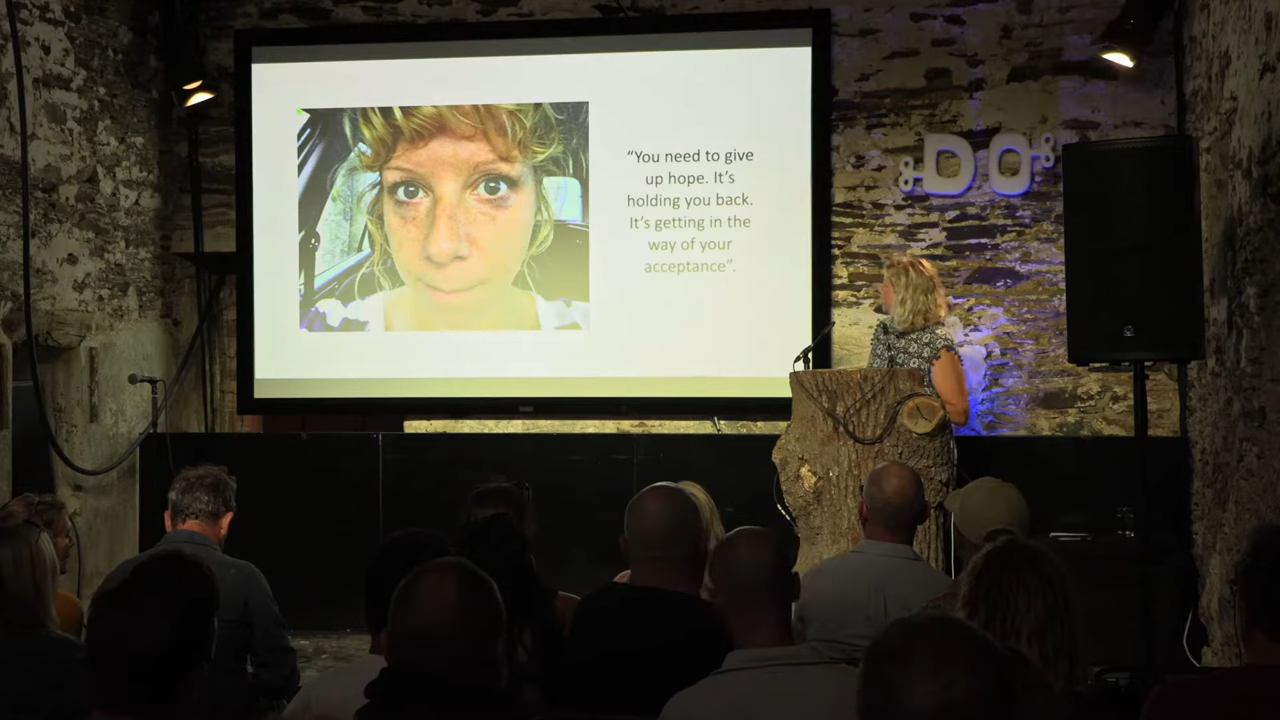 “You need to give
up hope. It’s
holding you back.
It’s getting in the
way of your
acceptance”.
DO